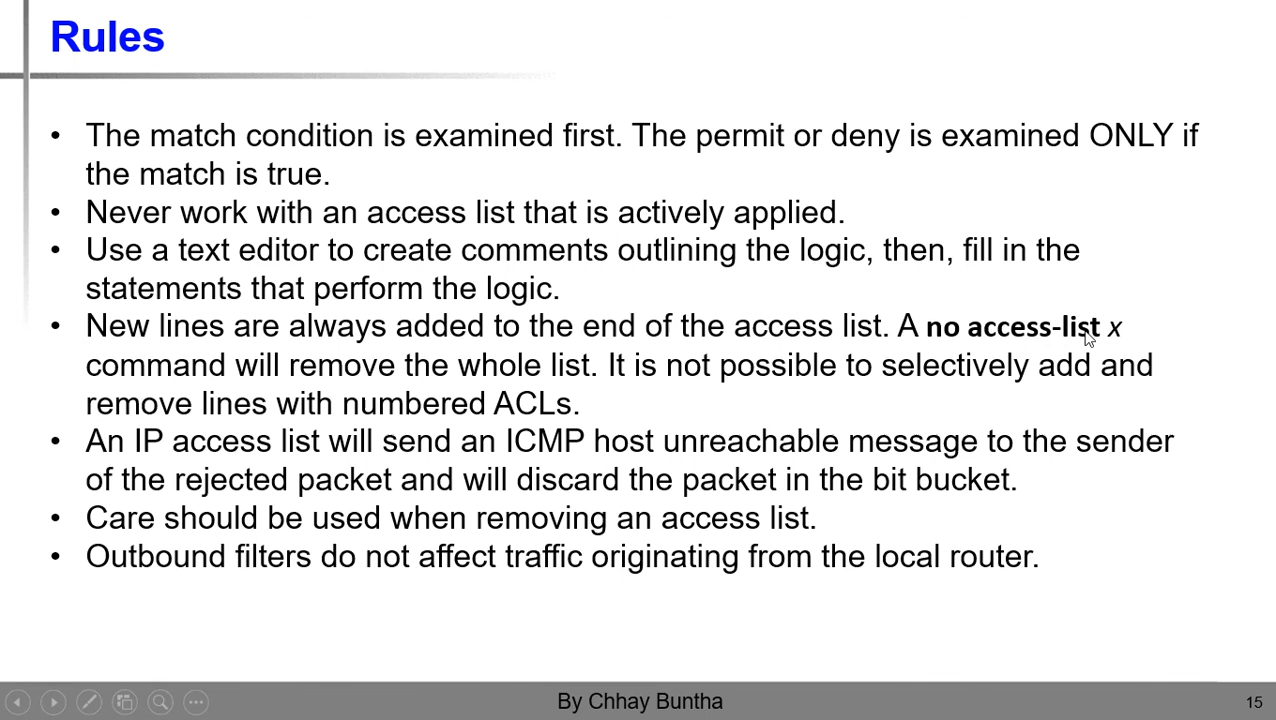 Rules
• The match condition is examined first. The permit or deny is examined ONLY if
the match is true.
• Never work with an access list that is actively applied.
• Use a text editor to create comments outlining the logic, then, fill in the
statements that perform the logic.
• New lines are always added to the end of the access list. A no access-list x
command will remove the whole list. It is not possible to selectively add and
remove lines with numbered ACLs.
• An IP access list will send an ICMP host unreachable message to the sender
of the rejected packet and will discard the packet in the bit bucket.
• Care should be used when removing an access list.
• Outbound filters do not affect traffic originating from the local router.
By Chhay Buntha
15